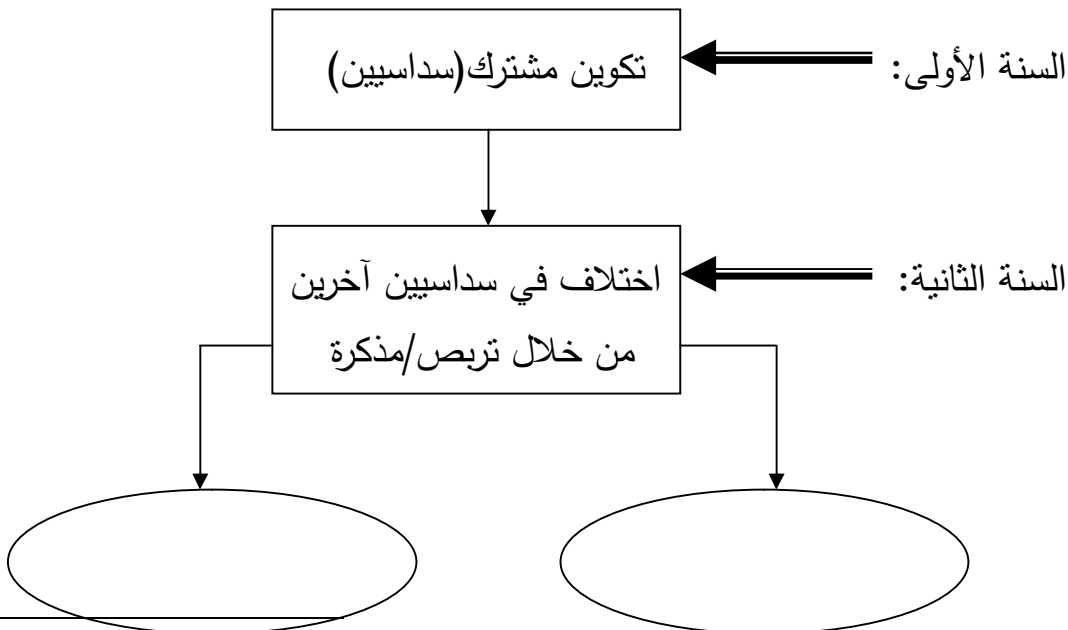 السنة الأولى:
تكوين مشترك(سداسيين)
السنة الثانية:
اختلاف في سداسيين آخرين
من خلال تربص/مذكرة